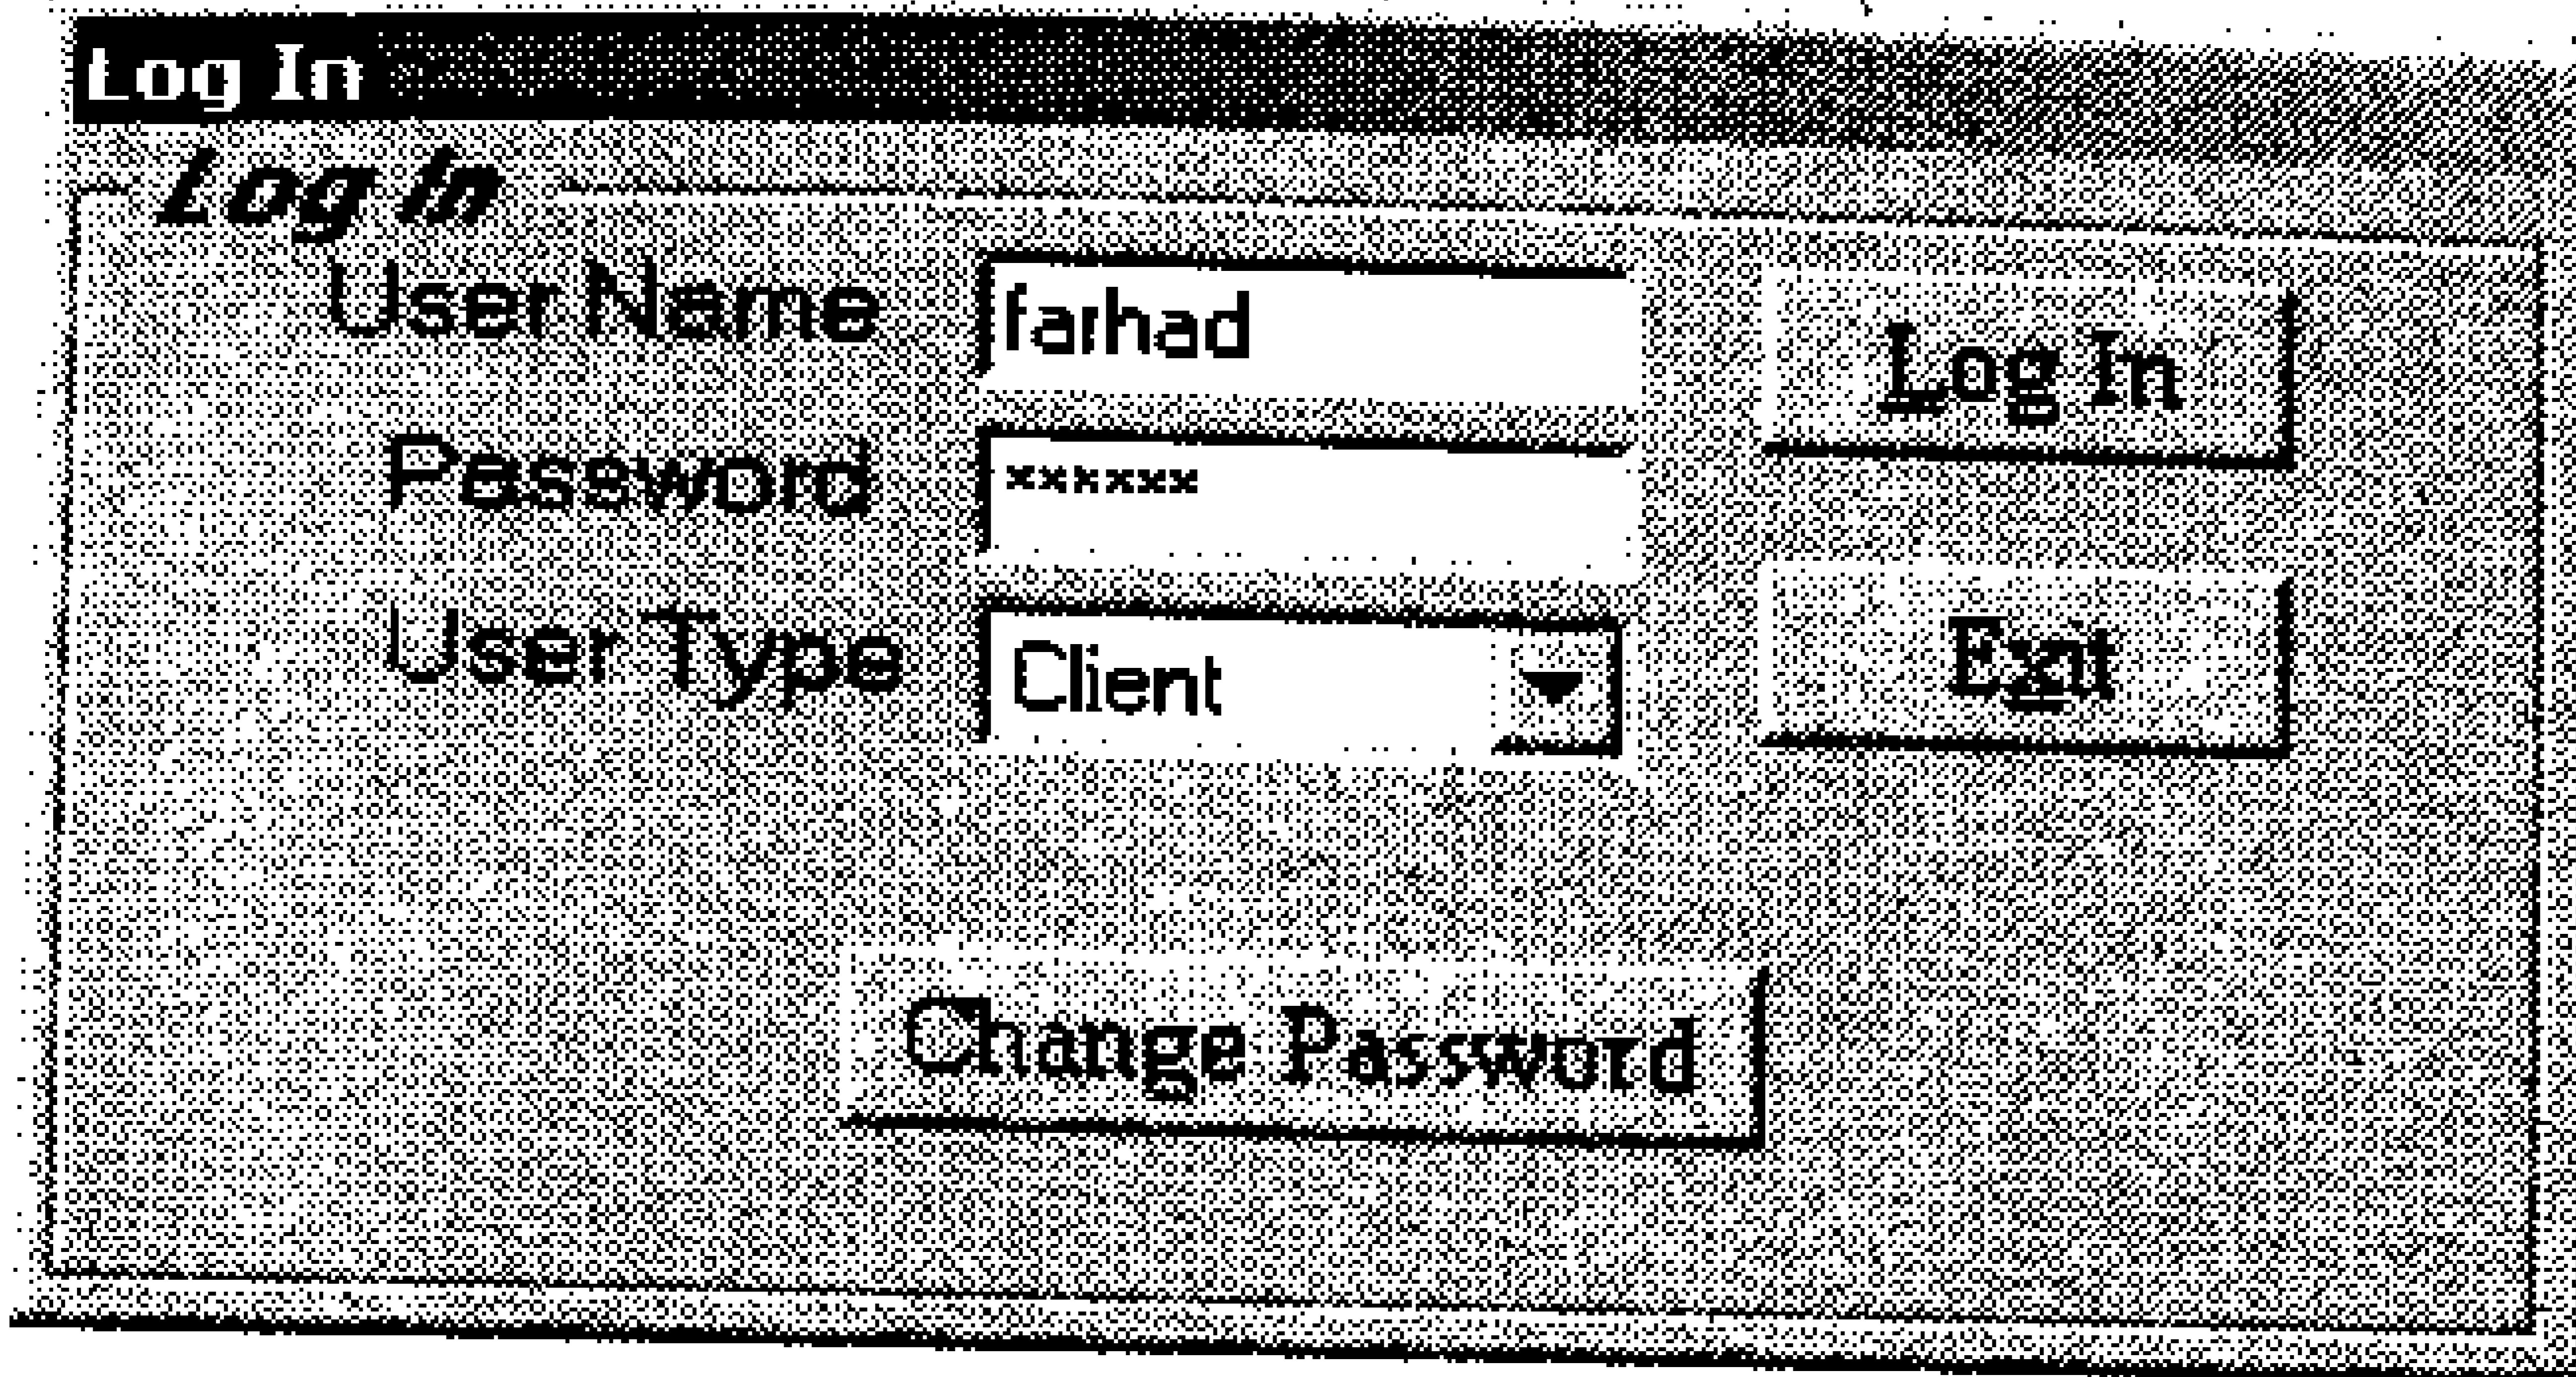 Log In
Log In
User Name farhad Log In
Password ******
User Type Client Exit
Change Password